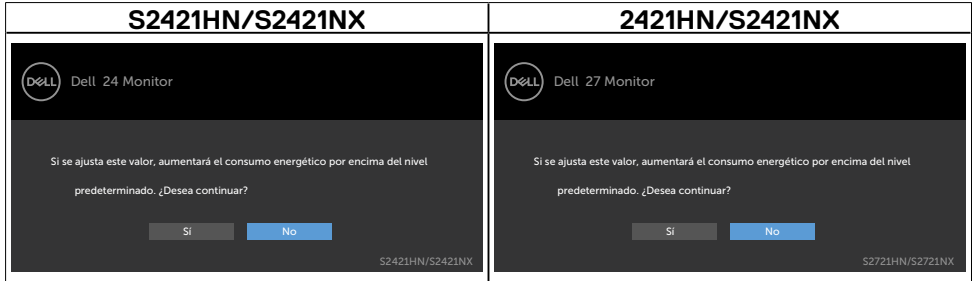 S2421HN/S2421NX
2421HN/S2421NX
DELL Dell 24 Monitor
Si se ajusta este valor, aumentará el consumo energético por encima del nivel
predeterminado. ¿Desea continuar?
Sí No
S2421HN/S2421NX
DELL Dell 27 Monitor
Si se ajusta este valor, aumentará el consumo energético por encima del nivel
predeterminado. ¿Desea continuar?
Sí No
S2721HN/S2721NX